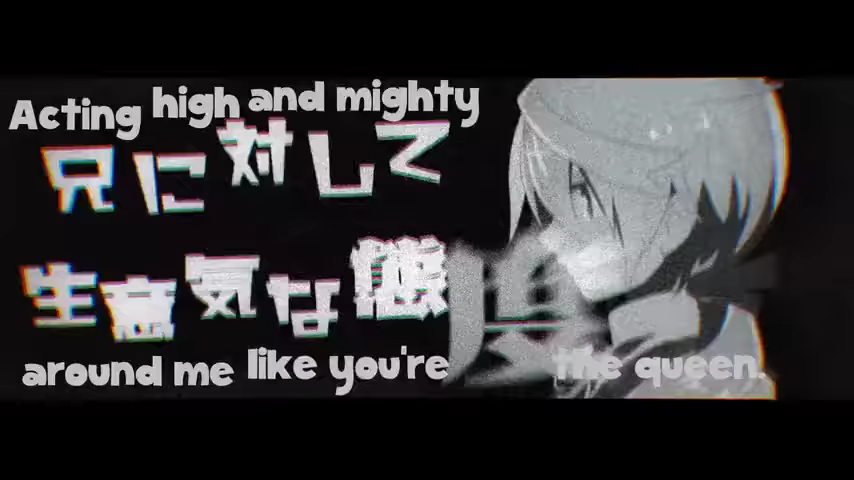 Acting high and mighty
兄に対して
生意気な態
around me like you're the queen.